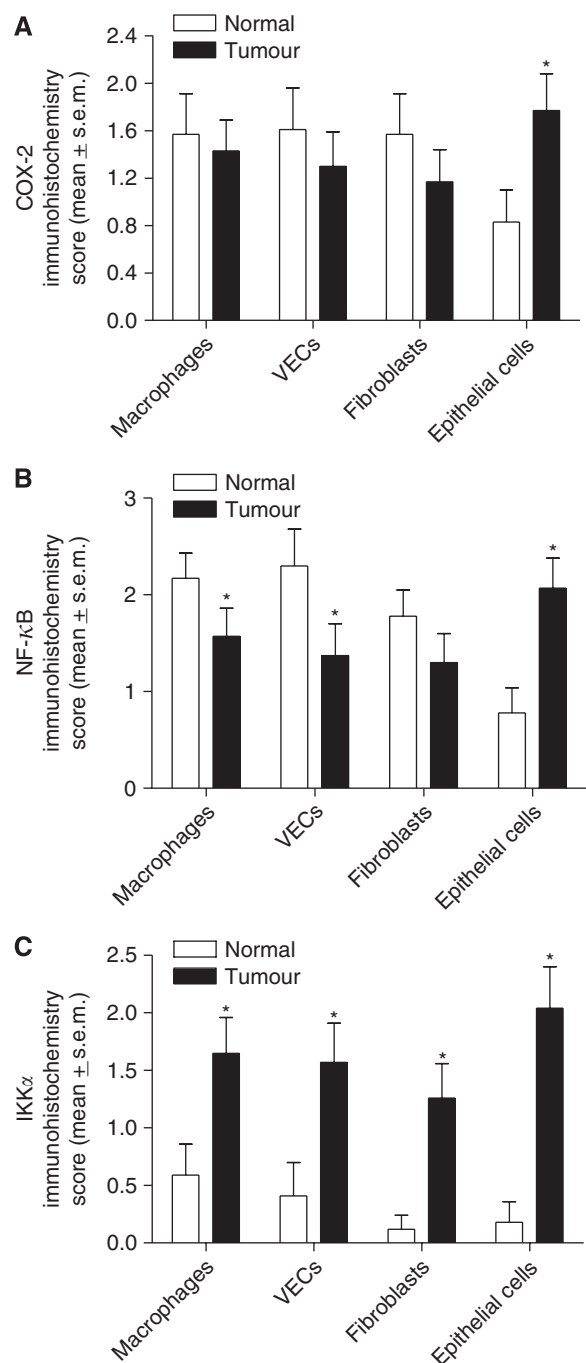 A
Normal
Tumour
COX-2
immunohistochemistry
score (mean ± s.e.m.)
2.4
2.0
1.6
1.2
0.8
0.4
0.0
*
Macrophages
VECs
Fibroblasts
Epithelial cells
B
Normal
Tumour
NF-κB
immunohistochemistry
score (mean ± s.e.m.)
3
2
1
0
*
*
*
Macrophages
VECs
Fibroblasts
Epithelial cells
C
Normal
Tumour
IKKα
immunohistochemistry
score (mean ± s.e.m.)
2.5
2.0
1.5
1.0
0.5
0.0
*
*
*
*
Macrophages
VECs
Fibroblasts
Epithelial cells